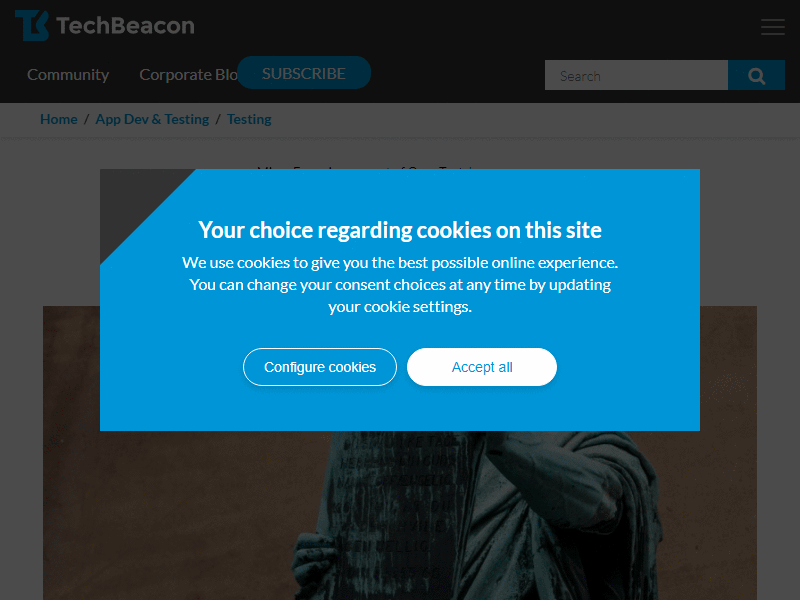 TechBeacon
Community
Corporate Blo
SUBSCRIBE
Search
Home / App Dev & Testing / Testing
Your choice regarding cookies on this site
We use cookies to give you the best possible online experience.
You can change your consent choices at any time by updating
your cookie settings.
Configure cookies
Accept all